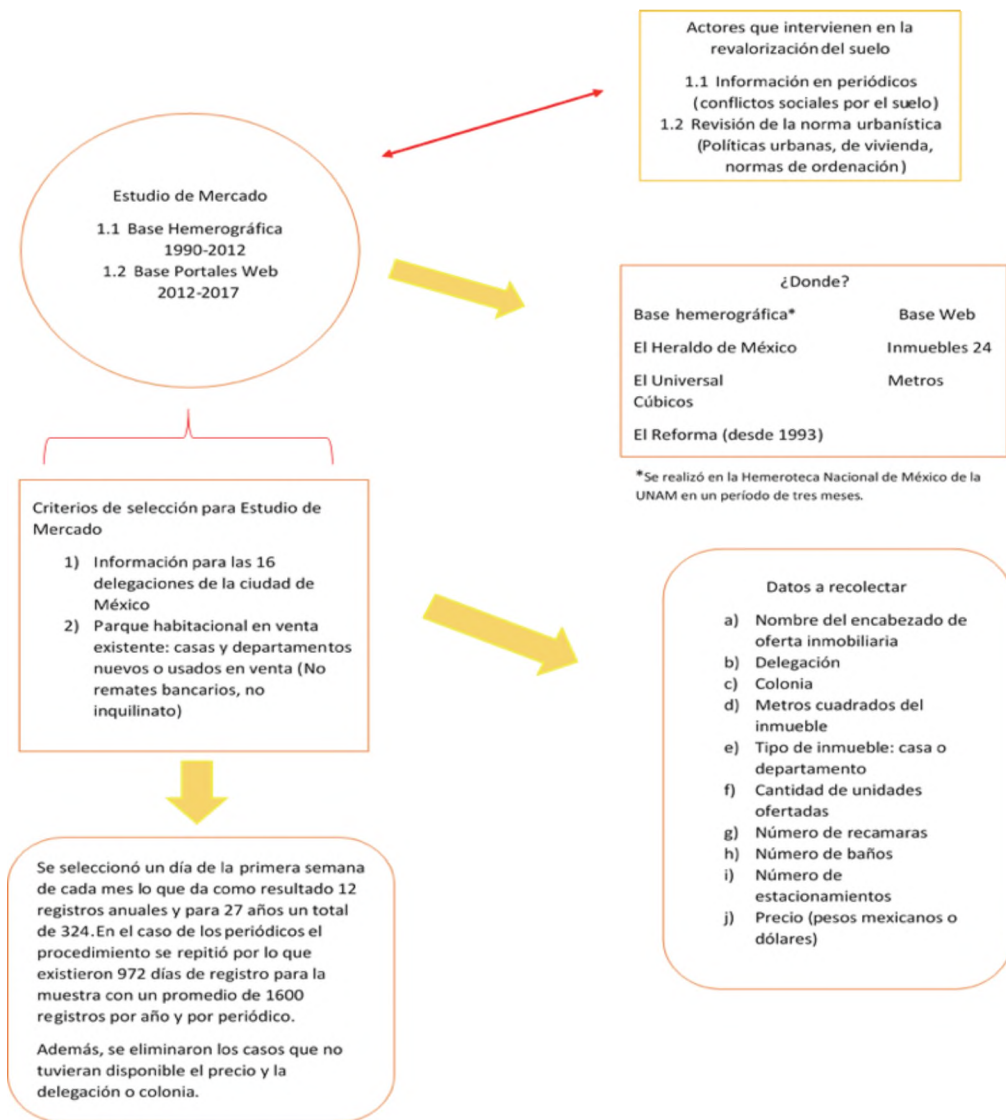 Actores que intervienen en la
revalorización del suelo
1.1 Información en periódicos
(conflictos sociales por el suelo)
1.2 Revisión de la norma urbanística
(Políticas urbanas, de vivienda,
normas de ordenación)
Estudio de Mercado
1.1 Base Hemerográfica
1990-2012
1.2 Base Portales Web
2012-2017
¿Donde?
Base hemerográfica* Base Web
El Heraldo de México Inmuebles 24
El Universal Metros
Cúbicos
El Reforma (desde 1993)
*Se realizó en la Hemeroteca Nacional de México de la
UNAM en un período de tres meses.
Criterios de selección para Estudio de
Mercado
1) Información para las 16
delegaciones de la ciudad de
México
2) Parque habitacional en venta
existente: casas y departamentos
nuevos o usados en venta (No
remates bancarios, no
inquilinato)
Datos a recolectar
a) Nombre del encabezado de
oferta inmobiliaria
b) Delegación
c) Colonia
d) Metros cuadrados del
inmueble
e) Tipo de inmueble: casa o
departamento
f) Cantidad de unidades
ofertadas
g) Número de recamaras
h) Número de baños
i) Número de
estacionamientos
j) Precio (pesos mexicanos o
dólares)
Se seleccionó un día de la primera semana
de cada mes lo que da como resultado 12
registros anuales y para 27 años un total
de 324.En el caso de los periódicos el
procedimiento se repitió por lo que
existieron 972 días de registro para la
muestra con un promedio de 1600
registros por año y por periódico.
Además, se eliminaron los casos que no
tuvieran disponible el precio y la
delegación o colonia.